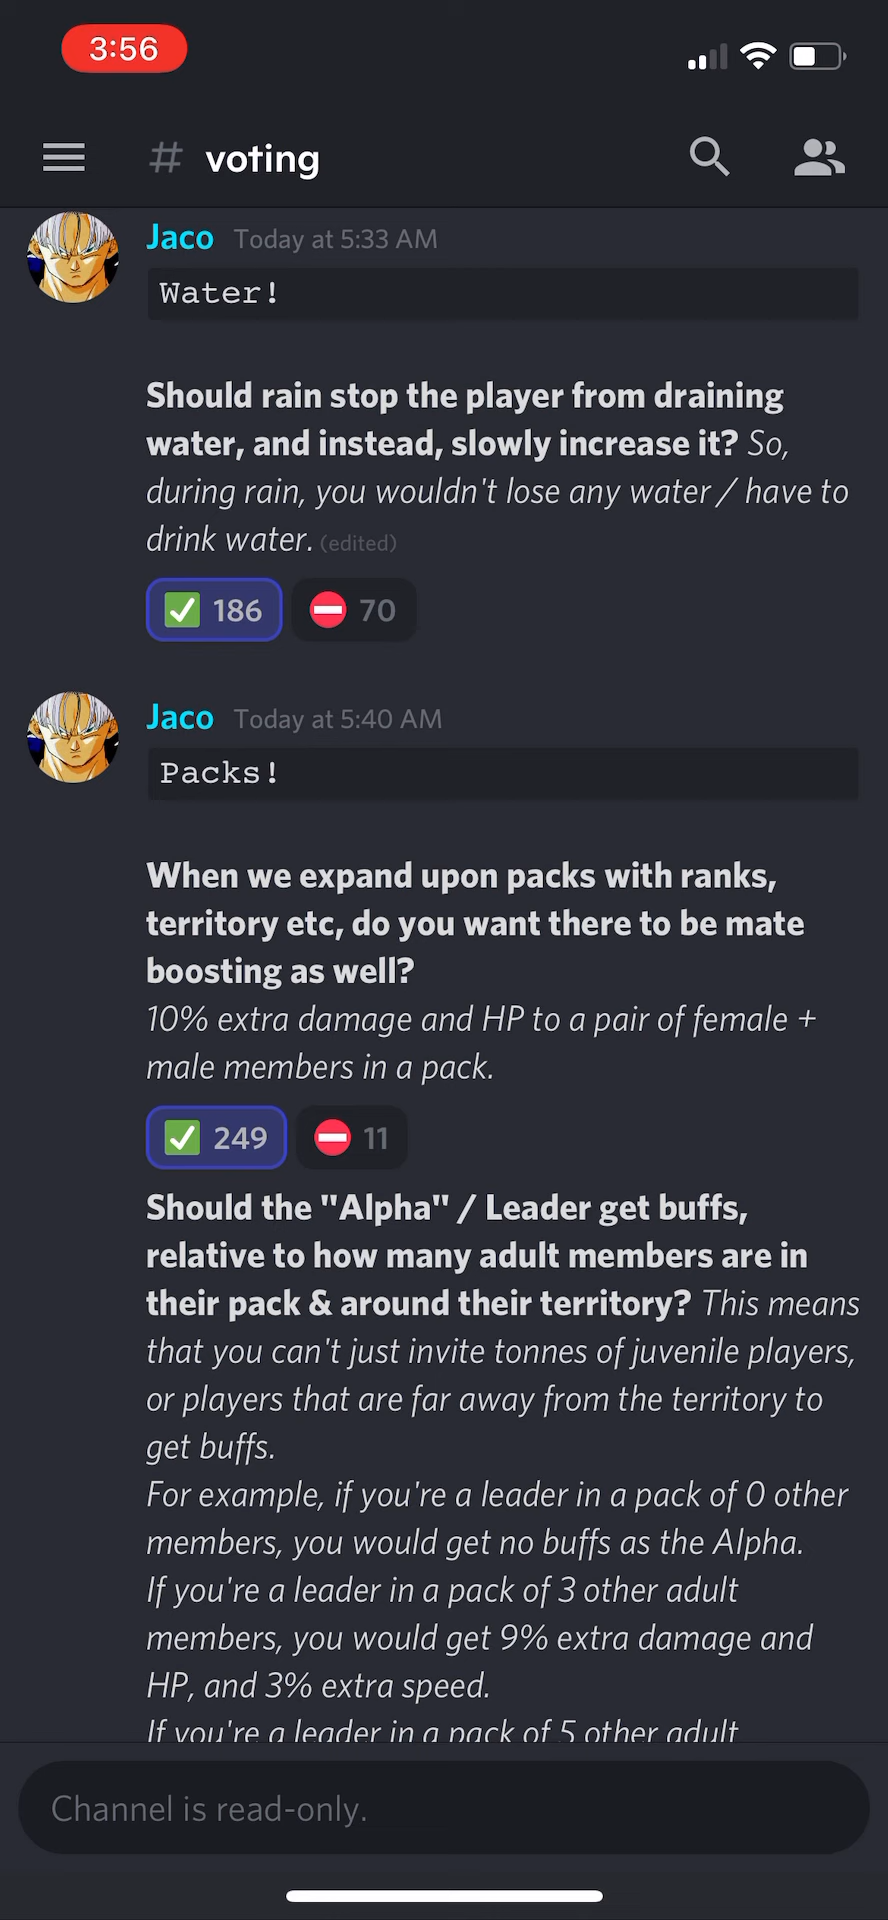 3:56
# voting
Jaco Today at 5:33 AM
Water!
Should rain stop the player from draining
water, and instead, slowly increase it? So,
during rain, you wouldn't lose any water / have to
drink water. (edited)
186 70
Jaco Today at 5:40 AM
Packs!
When we expand upon packs with ranks,
territory etc, do you want there to be mate
boosting as well?
10% extra damage and HP to a pair of female +
male members in a pack.
249 11
Should the "Alpha" / Leader get buffs,
relative to how many adult members are in
their pack & around their territory? This means
that you can't just invite tonnes of juvenile players,
or players that are far away from the territory to
get buffs.
For example, if you're a leader in a pack of 0 other
members, you would get no buffs as the Alpha.
If you're a leader in a pack of 3 other adult
members, you would get 9% extra damage and
HP, and 3% extra speed.
If you're a leader in a pack of 5 other adult
Channel is read-only.